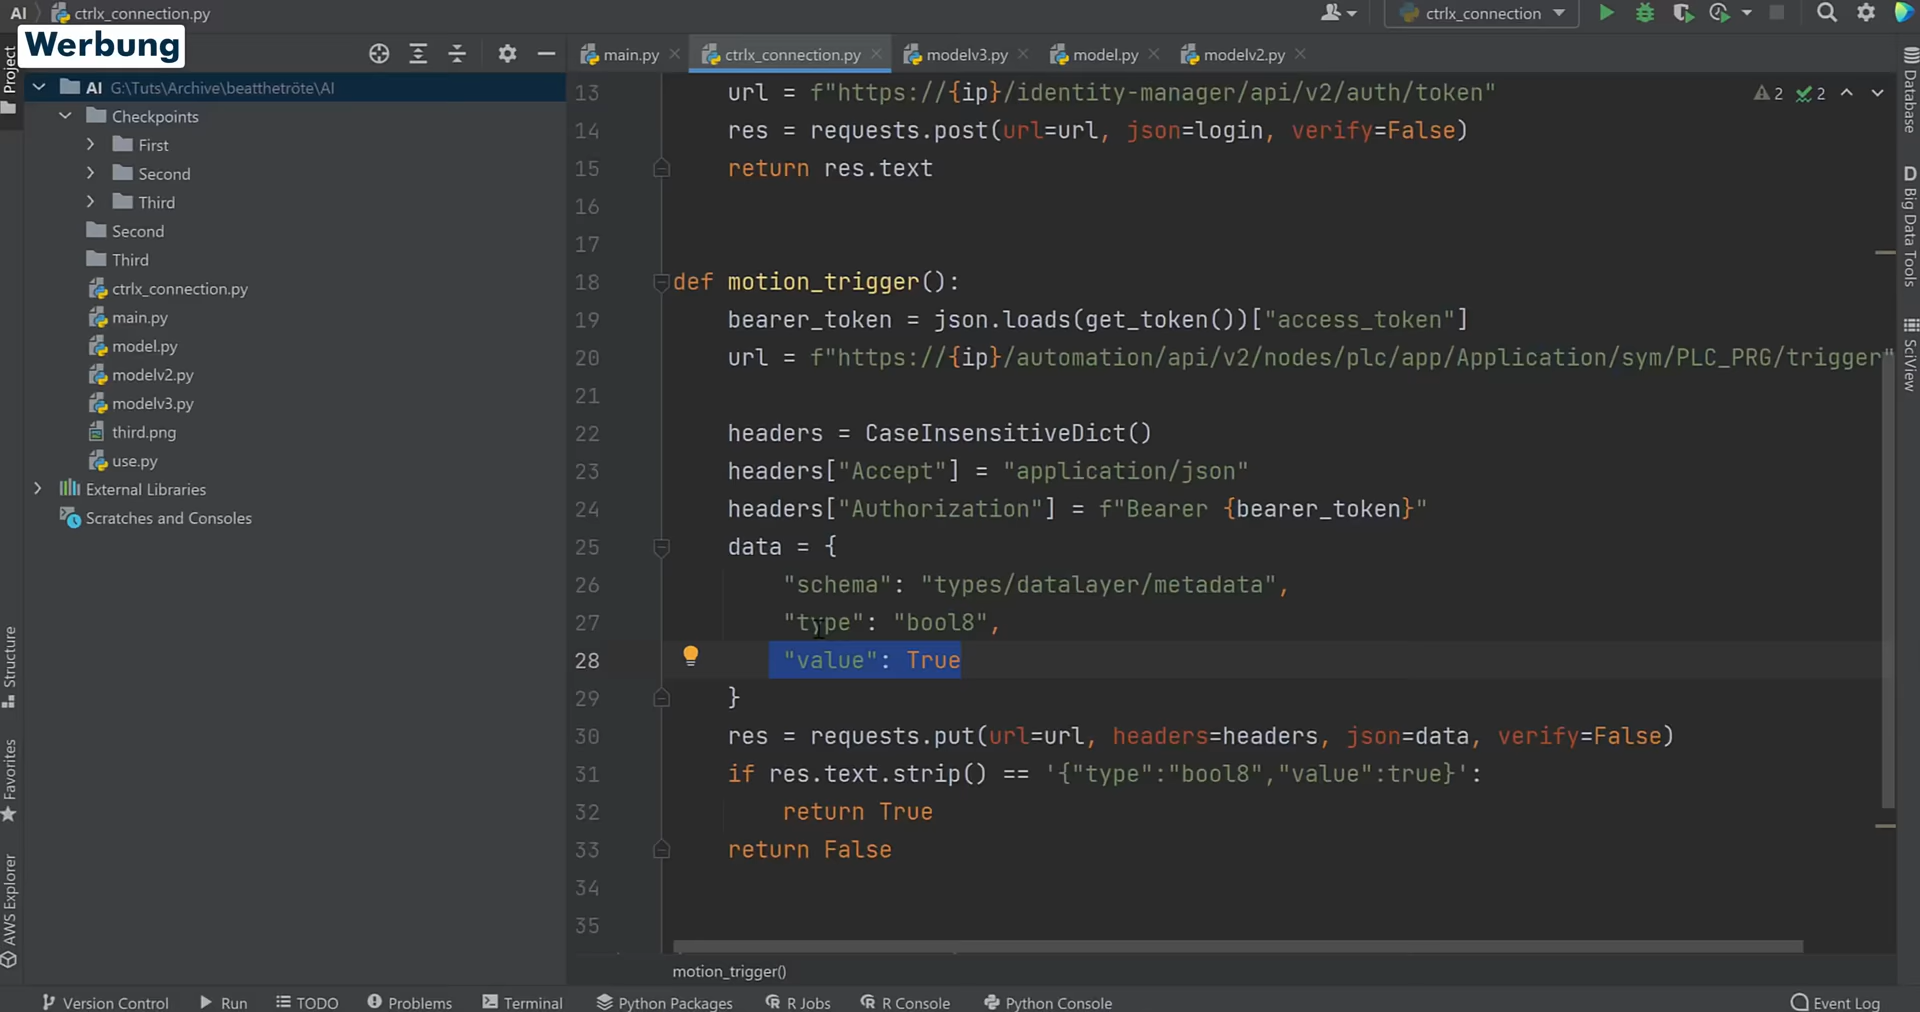 AI
ctrlx_connection.py
ctrlx_connection
Werbung
Project
main.py
ctrlx_connection.py
modelv3.py
model.py
modelv2.py
AI G:\Tuts\Archive\beatthetröte\AI
Checkpoints
First
Second
Third
Second
Third
ctrlx_connection.py
main.py
model.py
modelv2.py
modelv3.py
third.png
use.py
External Libraries
Scratches and Consoles
2 2
13 url = f"https://{ip}/identity-manager/api/v2/auth/token"
14 res = requests.post(url=url, json=login, verify=False)
15 return res.text
16
17
18 def motion_trigger():
19 bearer_token = json.loads(get_token())["access_token"]
20 url = f"https://{ip}/automation/api/v2/nodes/plc/app/Application/sym/PLC_PRG/trigger"
21
22 headers = CaseInsensitiveDict()
23 headers["Accept"] = "application/json"
24 headers["Authorization"] = f"Bearer {bearer_token}"
25 data = {
26 "schema": "types/datalayer/metadata",
27 "type": "bool8",
28 "value": True
29 }
30 res = requests.put(url=url, headers=headers, json=data, verify=False)
31 if res.text.strip() == '{"type":"bool8","value":true}':
32 return True
33 return False
34
35
motion_trigger()
Database
D Big Data Tools
SciView
Structure
Favorites
AWS Explorer
Version Control
Run
TODO
Problems
Terminal
Python Packages
R Jobs
R Console
Python Console
Event Log